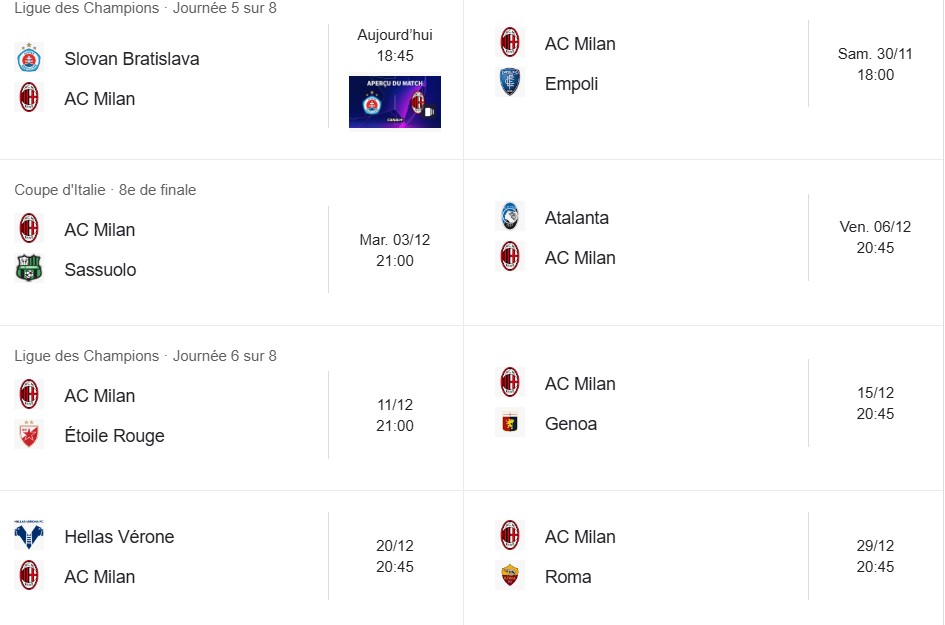 Ligue des Champions · Journée 5 sur 8
Slovan Bratislava
AC Milan
Aujourd'hui
18:45
APERÇU DU MATCH
CANAL+
AC Milan
Empoli
Sam. 30/11
18:00
Coupe d'Italie · 8e de finale
AC Milan
Sassuolo
Mar. 03/12
21:00
Atalanta
AC Milan
Ven. 06/12
20:45
Ligue des Champions · Journée 6 sur 8
AC Milan
Étoile Rouge
11/12
21:00
AC Milan
Genoa
15/12
20:45
Hellas Vérone
AC Milan
20/12
20:45
AC Milan
Roma
29/12
20:45